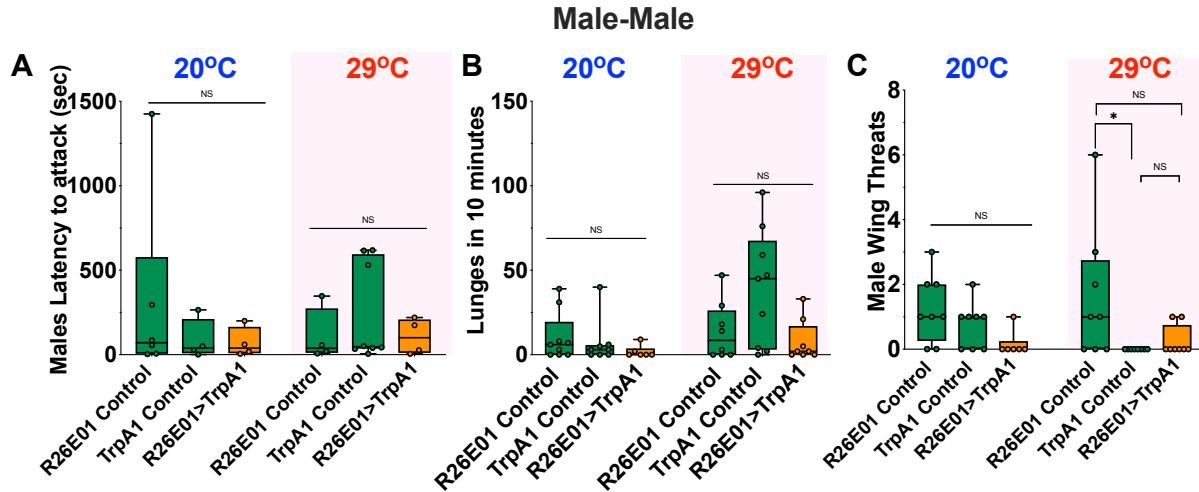 Male-Male
A
20°C
29°C
Males Latency to attack (sec)
1500
1000
500
0
NS
NS
R26E01 Control
TrpA1 Control
R26E01>TrpA1
R26E01 Control
TrpA1 Control
R26E01>TrpA1
B
20°C
29°C
Lunges in 10 minutes
150
100
50
0
NS
NS
R26E01 Control
TrpA1 Control
R26E01>TrpA1
R26E01 Control
TrpA1 Control
R26E01>TrpA1
C
20°C
29°C
Male Wing Threats
8
6
4
2
0
NS
NS
*
NS
R26E01 Control
TrpA1 Control
R26E01>TrpA1
R26E01 Control
TrpA1 Control
R26E01>TrpA1